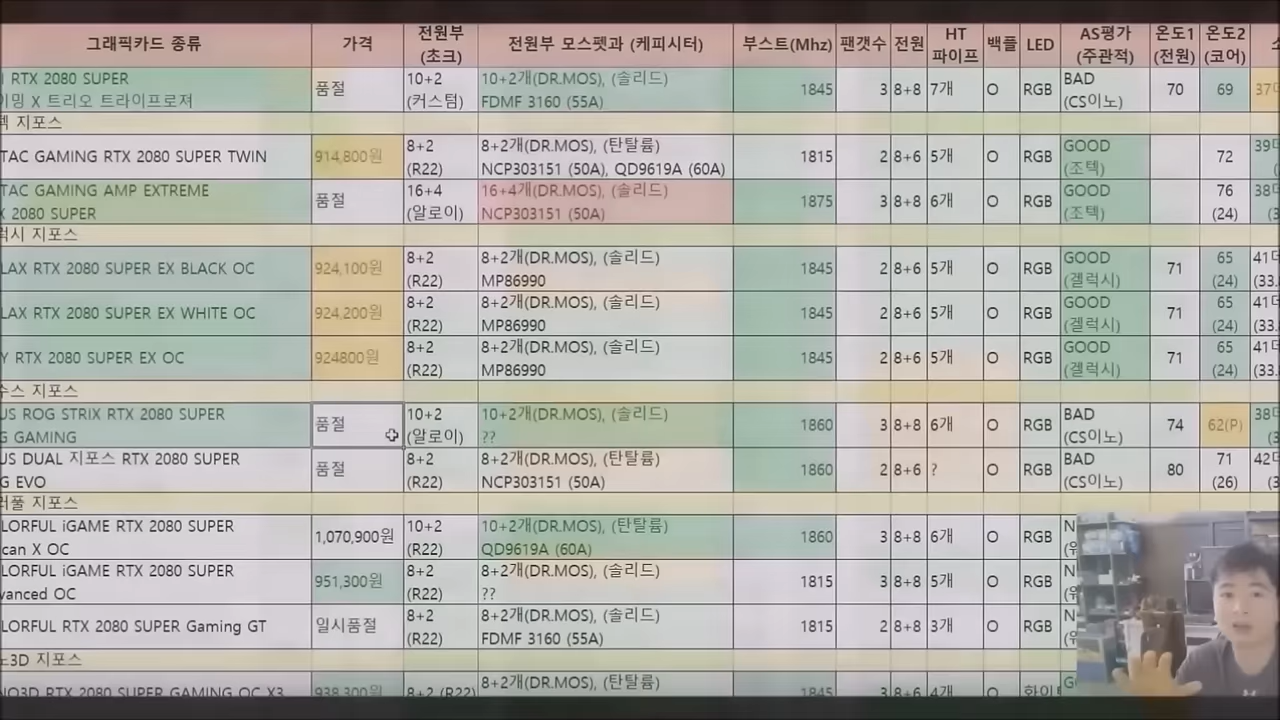 그래픽카드 종류 가격 전원부 (초크) 전원부 모스펫과 (케피시터) 부스트(Mhz) 팬갯수 전원 HT 파이프 백플 LED AS평가 (주관적) 온도1 (전원) 온도2 (코어)
RTX 2080 SUPER 품절 10+2 10+2개(DR.MOS), (솔리드) 1845 3 8+8 7개 O RGB BAD 70 69
X 트리오 트라이프로져 (커스텀) FDMF 3160 (55A) (CS이노)
지포스
TAC GAMING RTX 2080 SUPER TWIN 914,800원 8+2 8+2개(DR.MOS), (탄탈륨) 1815 2 8+6 5개 O RGB GOOD 72
(R22) NCP303151 (50A), QD9619A (60A) (조텍)
TAC GAMING AMP EXTREME 품절 16+4 16+4개(DR.MOS), (솔리드) 1875 3 8+8 6개 O RGB GOOD 76
2080 SUPER (알로이) NCP303151 (50A) (조텍) (24)
럭시 지포스
LAX RTX 2080 SUPER EX BLACK OC 924,100원 8+2 8+2개(DR.MOS), (솔리드) 1845 2 8+6 5개 O RGB GOOD 71 65
(R22) MP86990 (갤럭시) (24)
LAX RTX 2080 SUPER EX WHITE OC 924,200원 8+2 8+2개(DR.MOS), (솔리드) 1845 2 8+6 5개 O RGB GOOD 71 65
(R22) MP86990 (겔럭시) (24)
Y RTX 2080 SUPER EX OC 924800원 8+2 8+2개(DR.MOS), (솔리드) 1845 2 8+6 5개 O RGB GOOD 71 65
(R22) MP86990 (겔럭시) (24)
수스 지포스
US ROG STRIX RTX 2080 SUPER 품절 10+2 10+2개(DR.MOS), (솔리드) 1860 3 8+8 6개 O RGB BAD 74 62(P)
G GAMING (알로이) ?? (CS이노)
US DUAL 지포스 RTX 2080 SUPER 품절 8+2 8+2개(DR.MOS), (탄탈륨) 1860 2 8+6 ? O RGB BAD 80 71
G EVO (R22) NCP303151 (50A) (CS이노) (26)
러풀 지포스
LORFUL iGAME RTX 2080 SUPER 1,070,900원 10+2 10+2개(DR.MOS), (탄탈륨) 1860 3 8+8 6개 O RGB
can X OC (R22) QD9619A (60A)
LORFUL iGAME RTX 2080 SUPER 951,300원 8+2 8+2개(DR.MOS), (솔리드) 1815 3 8+8 5개 O RGB
vanced OC (R22) ??
LORFUL RTX 2080 SUPER Gaming GT 일시품절 8+2 8+2개(DR.MOS), (솔리드) 1815 2 8+8 3개 O RGB
(R22) FDMF 3160 (55A)
3D 지포스
NO3D RTX 2080 SUPER GAMING OC X3 938,300원 8+2 (R22) 8+2개(DR.MOS), (탄탈륨) 1845 3 8+6 4개 O